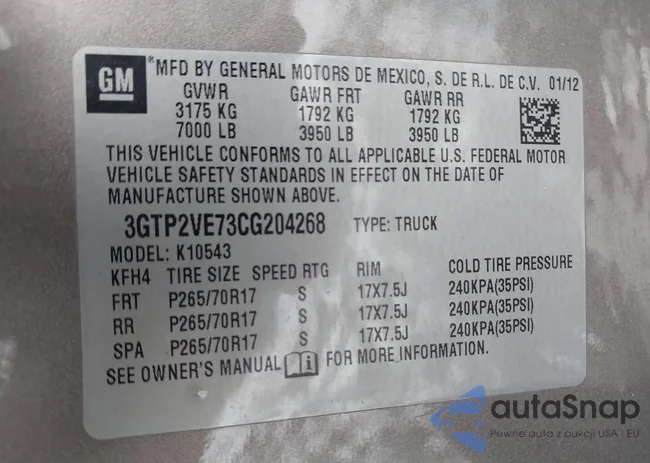 GM ®MFD BY GENERAL MOTORS DE MEXICO, S. DE R.L. DE C.V. 01/12
GVWR GAWR FRT GAWR RR
3175 KG 1792 KG 1792 KG
7000 LB 3950 LB 3950 LB
THIS VEHICLE CONFORMS TO ALL APPLICABLE U.S. FEDERAL MOTOR
VEHICLE SAFETY STANDARDS IN EFFECT ON THE DATE OF
MANUFACTURE SHOWN ABOVE.
3GTP2VE73CG204268 TYPE: TRUCK
MODEL: K10543
KFH4 TIRE SIZE SPEED RTG RIM COLD TIRE PRESSURE
FRT P265/70R17 S 17X7.5J 240KPA(35PSI)
RR P265/70R17 S 17X7.5J 240KPA(35PSI)
SPA P265/70R17 S 17X7.5J 240KPA(35PSI)
SEE OWNER'S MANUAL i FOR MORE INFORMATION.
autaSnap
Pewne auta z aukcji USA i EU